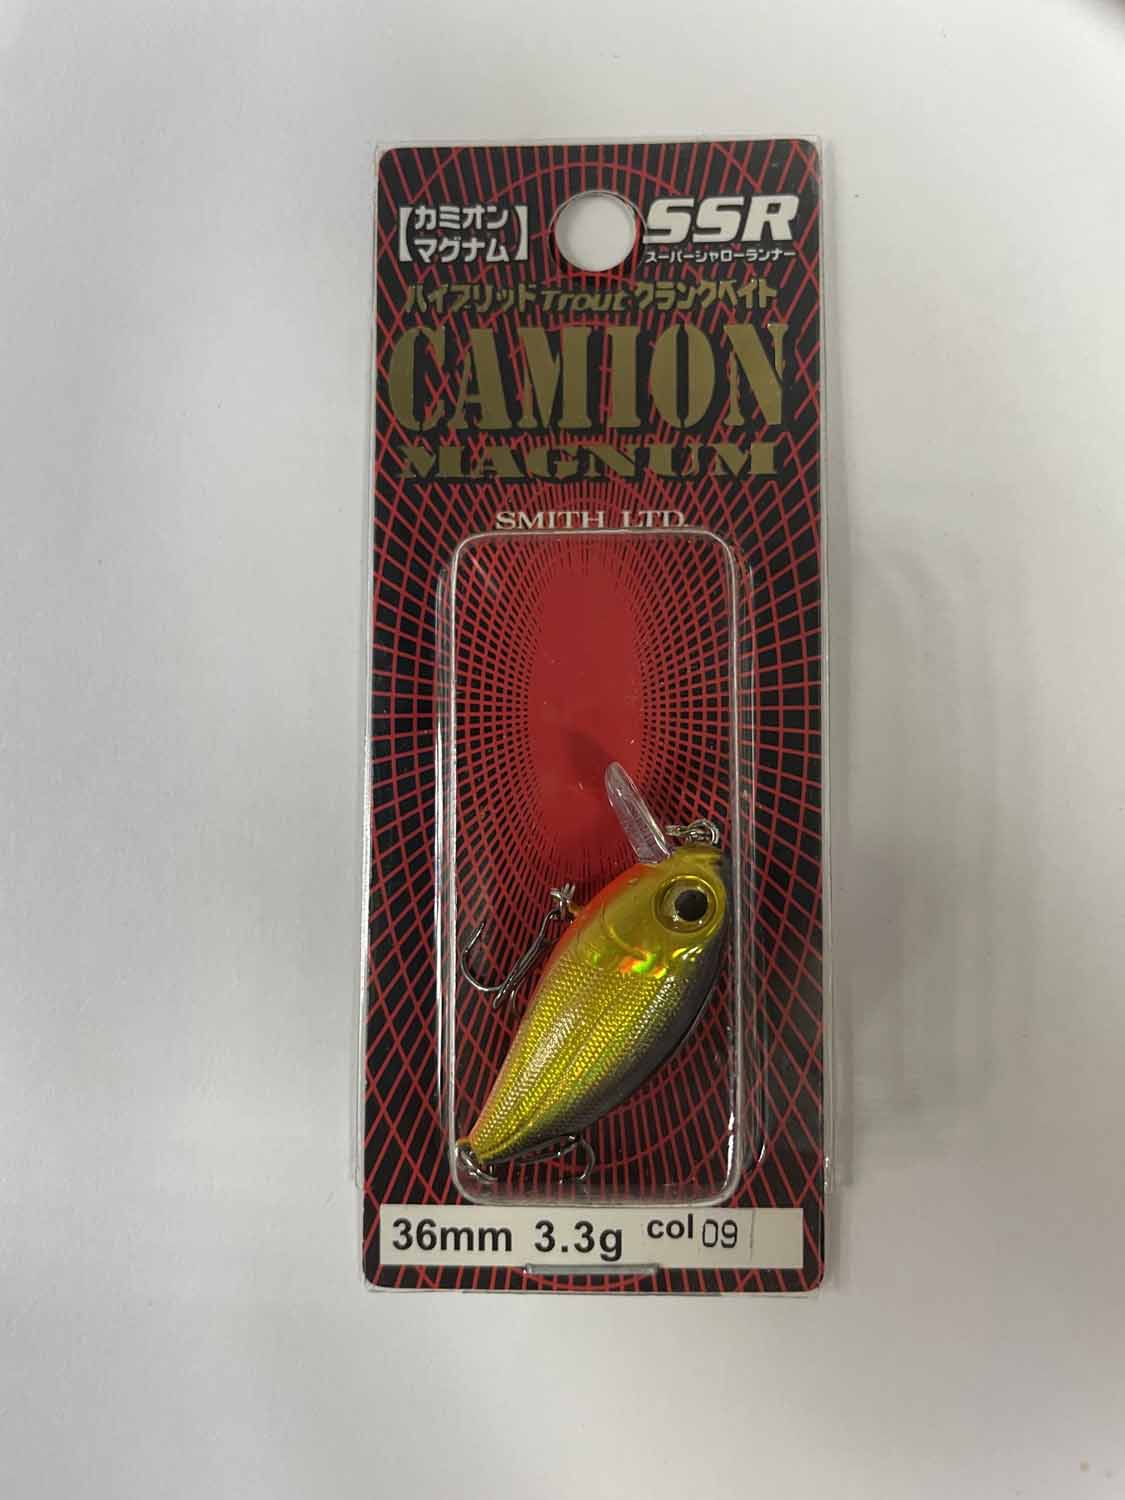 【カミオン
マグナム】
SSR
スーパーシャローランナー
ハイブリッドTroutクランクベイト
CAMION
MAGNUM
SMITH LTD.
36mm 3.3g col 09